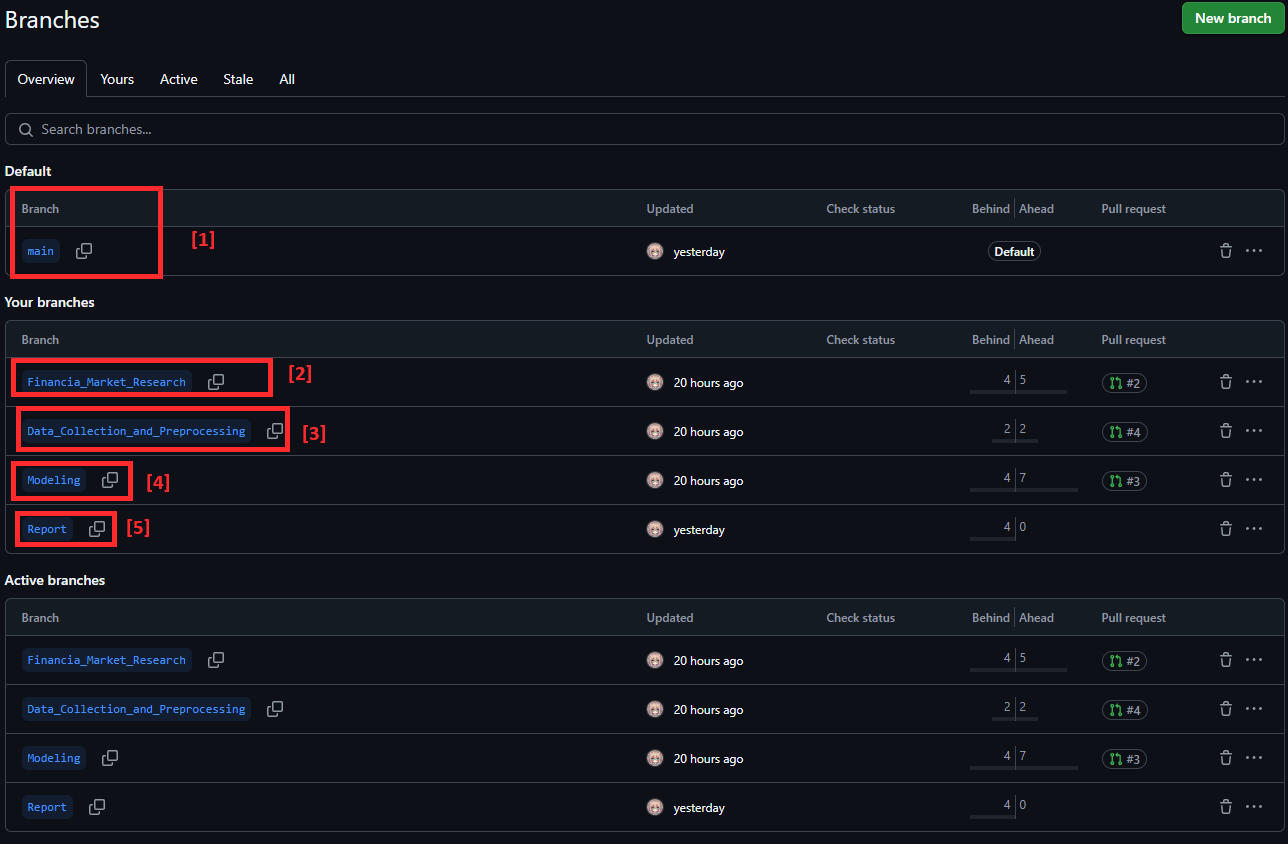 Branches
New branch
Overview Yours Active Stale All
Search branches...
Default
Branch Updated Check status Behind Ahead Pull request
main [1] yesterday Default
Your branches
Branch Updated Check status Behind Ahead Pull request
Financia_Market_Research [2] 20 hours ago 4 5 #2
Data_Collection_and_Preprocessing [3] 20 hours ago 2 2 #4
Modeling [4] 20 hours ago 4 7 #3
Report [5] yesterday 4 0
Active branches
Branch Updated Check status Behind Ahead Pull request
Financia_Market_Research 20 hours ago 4 5 #2
Data_Collection_and_Preprocessing 20 hours ago 2 2 #4
Modeling 20 hours ago 4 7 #3
Report yesterday 4 0